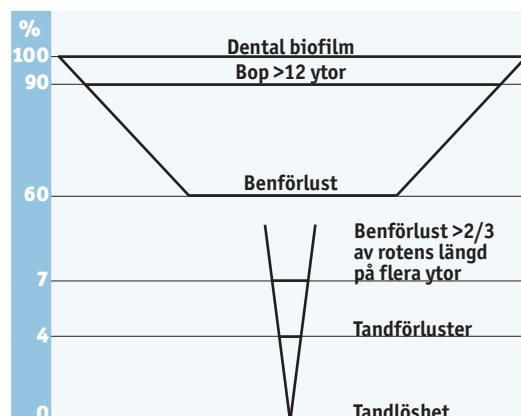 %
100 Dental biofilm
90 Bop >12 ytor
60 Benförlust
Benförlust >2/3
av rotens längd
7 på flera ytor
4 Tandförluster
0 Tandlöshet